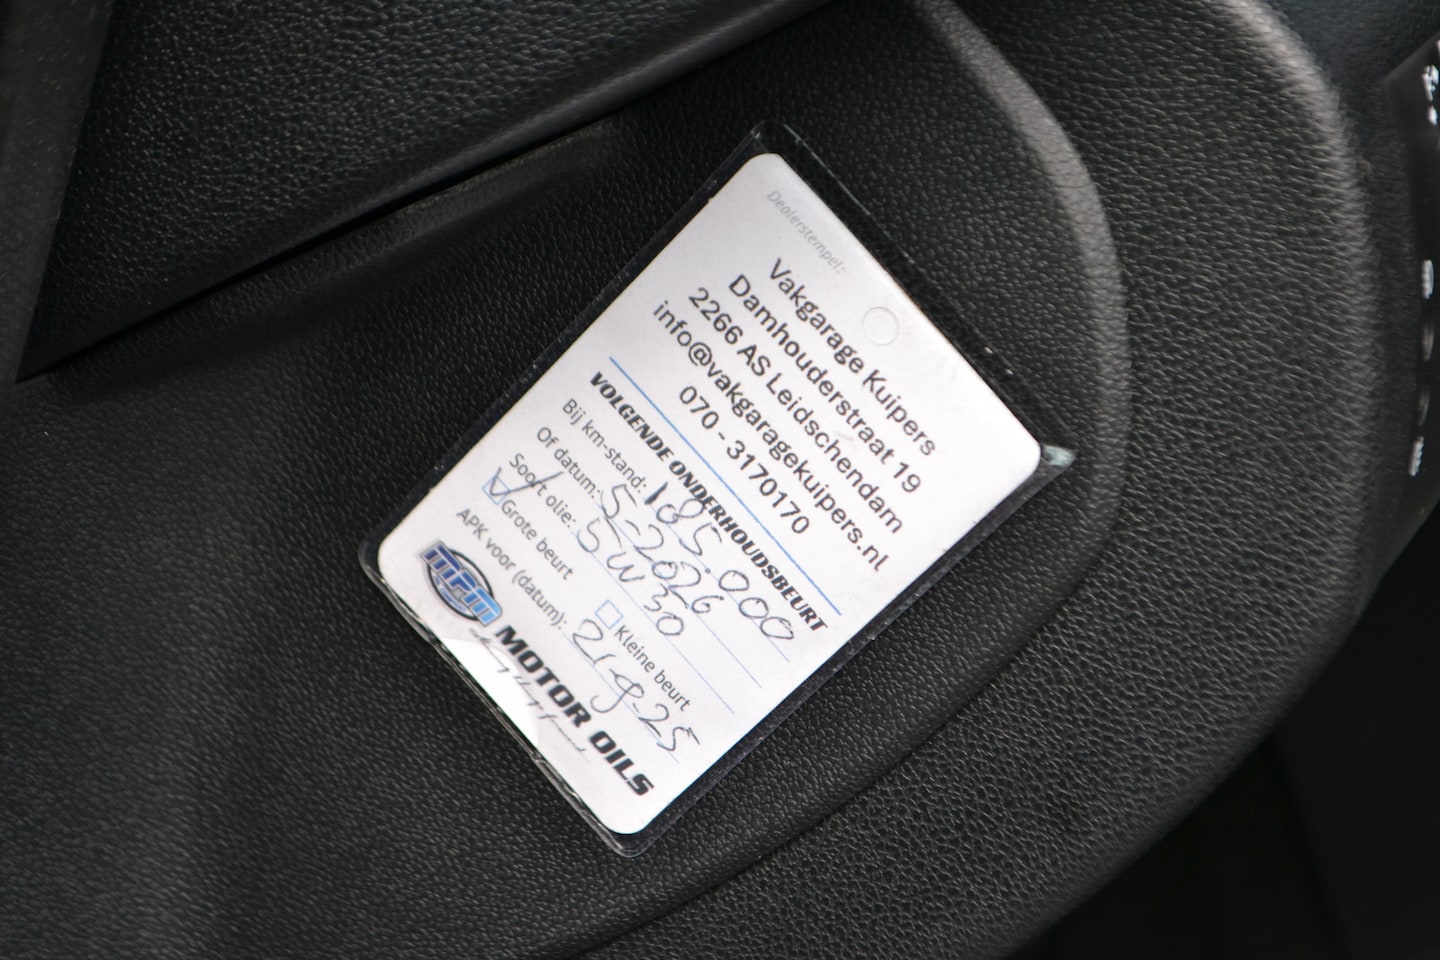 Dealerstempel:
Vakgarage Kuipers
Damhouderstraat 19
2266 AS Leidschendam
info@vakgaragekuipers.nl
070 - 3170170
VOLGENDE ONDERHOUDSBEURT
Bij km-stand: 185.000
Of datum: 5-2026
Soort olie: 5W30
Grote beurt Kleine beurt
APK voor (datum): 21-9-25
MPM MOTOR OILS